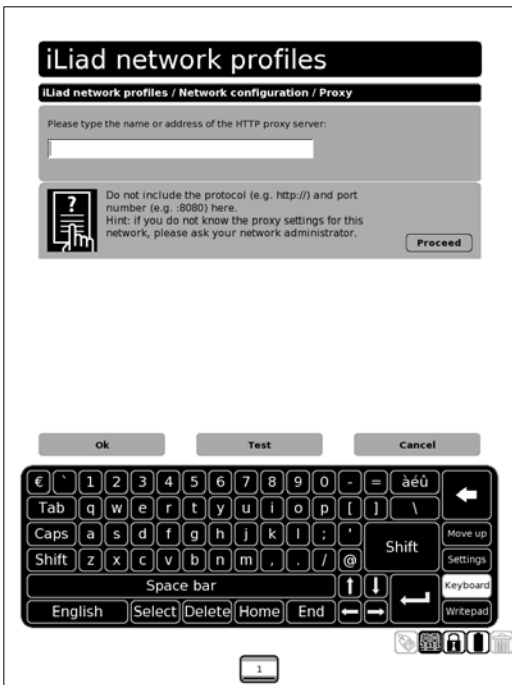 iLiad network profiles
iLiad network profiles / Network configuration / Proxy
Please type the name or address of the HTTP proxy server:
Do not include the protocol (e.g. http://) and port
number (e.g. :8080) here.
Hint: if you do not know the proxy settings for this
network, please ask your network administrator.
Proceed
Ok Test Cancel
€ ` 1 2 3 4 5 6 7 8 9 0 - = àéû
Tab q w e r t y u i o p [ ] \
Caps a s d f g h j k l ; ' Shift Move up
Shift z x c v b n m , . / @ Settings
Space bar Keyboard
English Select Delete Home End Writepad
1